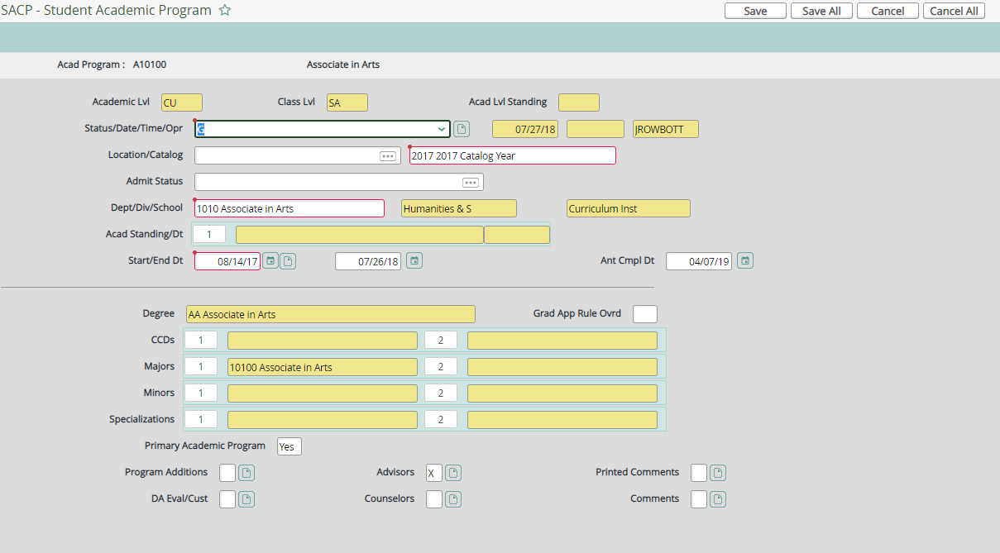 SACP - Student Academic Program
Save Save All Cancel Cancel All
Acad Program : A10100 Associate in Arts
Academic Lvl CU Class Lvl SA Acad Lvl Standing
Status/Date/Time/Opr G 07/27/18 JROWBOTT
Location/Catalog 2017 2017 Catalog Year
Admit Status
Dept/Div/School 1010 Associate in Arts Humanities & S Curriculum Inst
Acad Standing/Dt 1
Start/End Dt 08/14/17 07/26/18 Ant Cmpl Dt 04/07/19
Degree AA Associate in Arts Grad App Rule Ovrd
CCDs 1 2
Majors 1 10100 Associate in Arts 2
Minors 1 2
Specializations 1 2
Primary Academic Program Yes
Program Additions Advisors X Printed Comments
DA Eval/Cust Counselors Comments